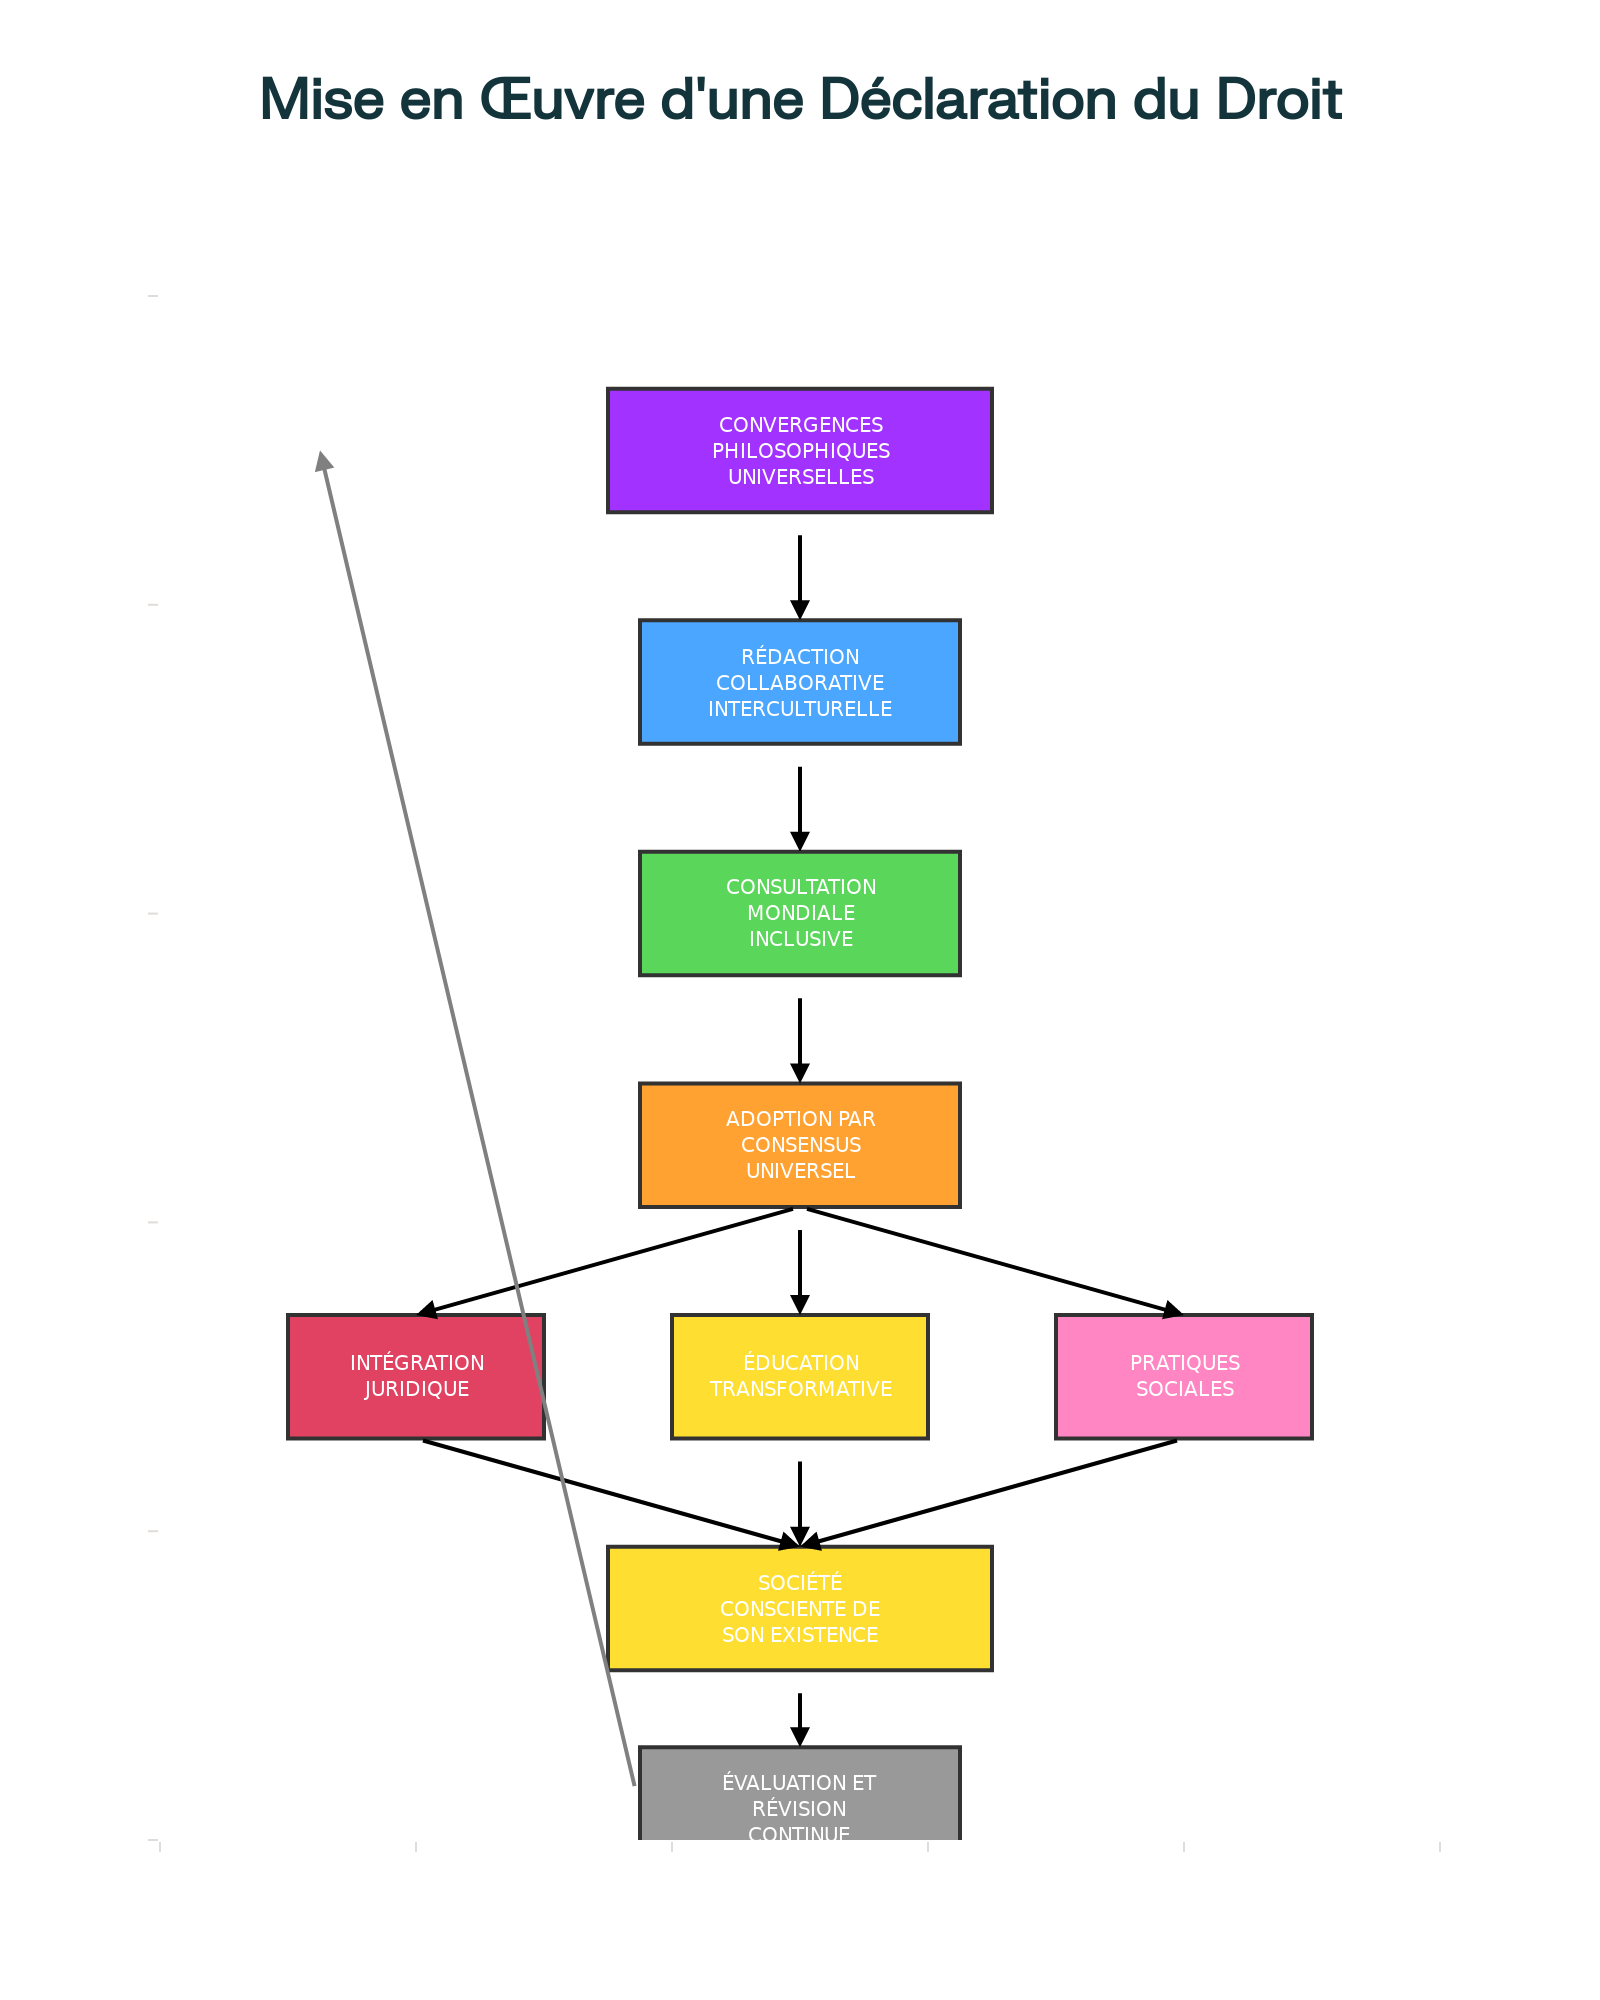 Mise en Œuvre d'une Déclaration du Droit
CONVERGENCES
PHILOSOPHIQUES
UNIVERSELLES
RÉDACTION
COLLABORATIVE
INTERCULTURELLE
CONSULTATION
MONDIALE
INCLUSIVE
ADOPTION PAR
CONSENSUS
UNIVERSEL
INTÉGRATION
JURIDIQUE
ÉDUCATION
TRANSFORMATIVE
PRATIQUES
SOCIALES
SOCIÉTÉ
CONSCIENTE DE
SON EXISTENCE
ÉVALUATION ET
RÉVISION
CONTINUE